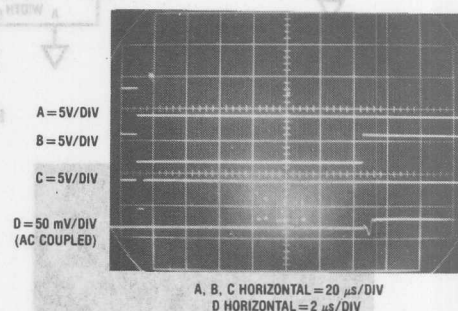 A = 5V/DIV
B = 5V/DIV
C = 5V/DIV
D = 50 mV/DIV
(AC COUPLED)
A, B, C HORIZONTAL = 20 µs/DIV
D HORIZONTAL = 2 µs/DIV